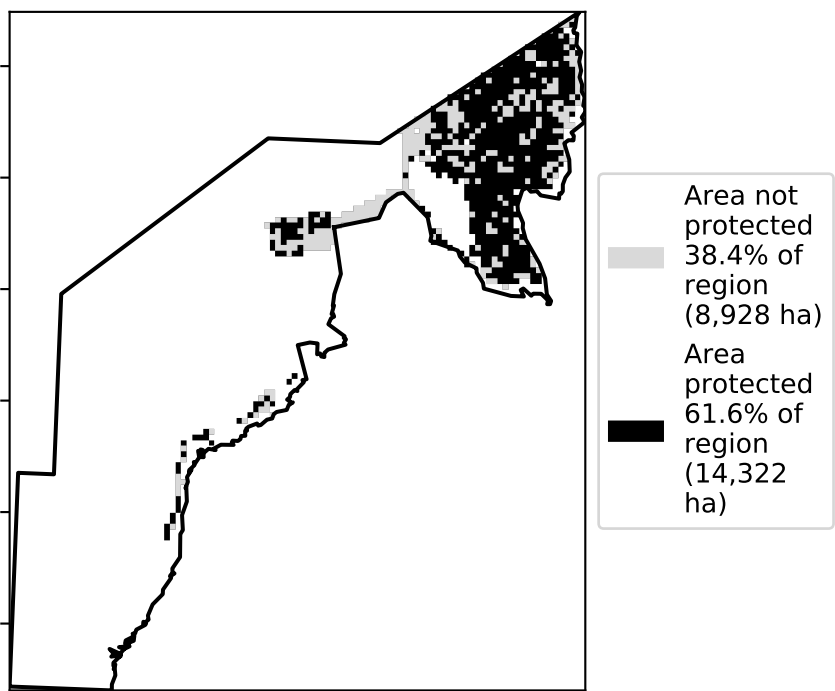 Area not
protected
38.4% of
region
(8,928 ha)
Area
protected
61.6% of
region
(14,322
ha)